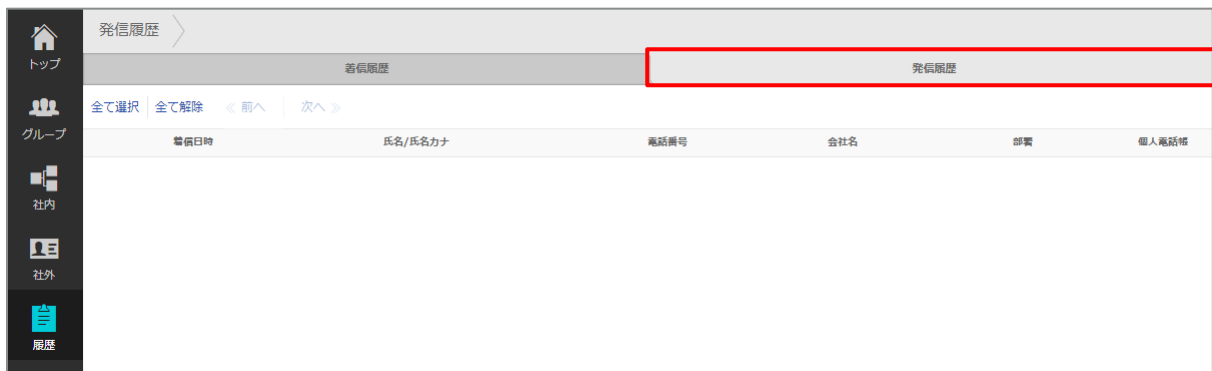 発信履歴
トップ
着信履歴 発信履歴
全て選択 全て解除 ≪ 前へ 次へ ≫
グループ
着信日時 氏名/氏名カナ 電話番号 会社名 部署 個人電話帳
社内
社外
履歴